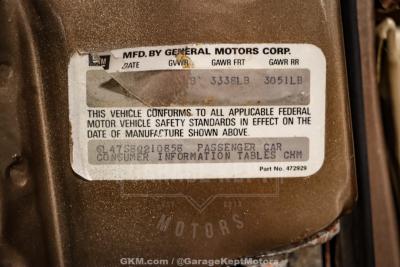 GM
MFD. BY GENERAL MOTORS CORP.
DATE GVWR GAWR FRT GAWR RR
3338LB 3051LB
THIS VEHICLE CONFORMS TO ALL APPLICABLE FEDERAL
MOTOR VEHICLE SAFETY STANDARDS IN EFFECT ON THE
DATE OF MANUFACTURE SHOWN ABOVE.
6L47S8Q210858 PASSENGER CAR
CONSUMER INFORMATION TABLES CHM
Part No. 472929
MOTORS
GKM.com / @GarageKeptMotors